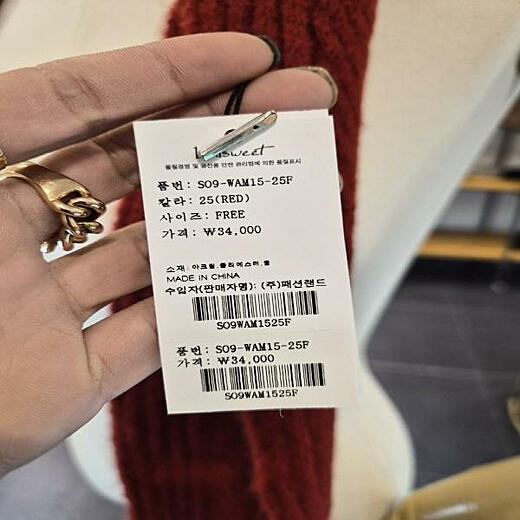 품질경영 및 공산품 안전 관리법에 의한 품질표시
품번: SO9-WAM15-25F
칼라: 25(RED)
사이즈: FREE
가격: ₩34,000
소재: 아크릴,폴리에스터,울
MADE IN CHINA
수입자(판매자명): (주)패션랜드
SO9WAM1525F
품번: SO9-WAM15-25F
가격: ₩34,000
SO9WAM1525F